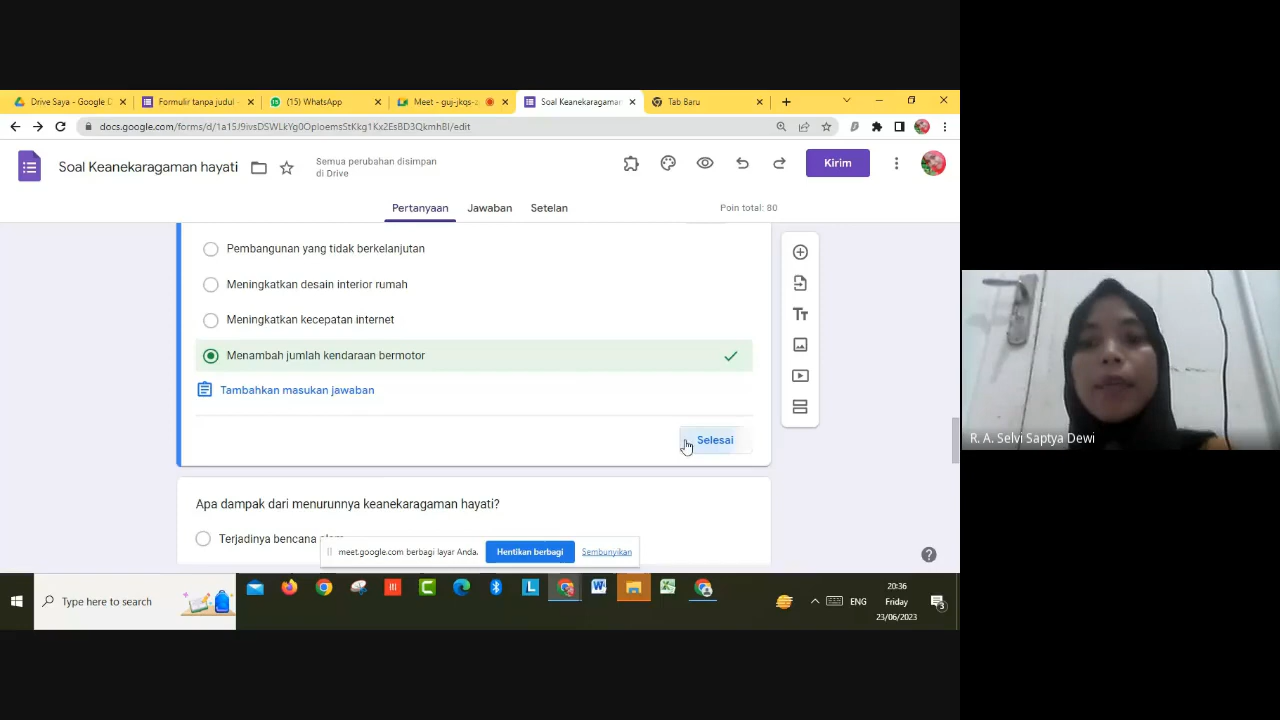 Drive Saya - Google D
Formulir tanpa judul -
(15) WhatsApp
Meet - guj-jkqs-z
Soal Keanekaragaman
Tab Baru
docs.google.com/forms/d/
/edit
Soal Keanekaragaman hayati
Semua perubahan disimpan
di Drive
Kirim
Pertanyaan
Jawaban
Setelan
Poin total: 80
Pembangunan yang tidak berkelanjutan
Meningkatkan desain interior rumah
Meningkatkan kecepatan internet
Menambah jumlah kendaraan bermotor
Tambahkan masukan jawaban
Selesai
Apa dampak dari menurunnya keanekaragaman hayati?
Terjadinya bencana
meet.google.com berbagi layar Anda.
Hentikan berbagi
Sembunyikan
R. A. Selvi Saptya Dewi
Type here to search
ENG
20:36
Friday
23/06/2023
3